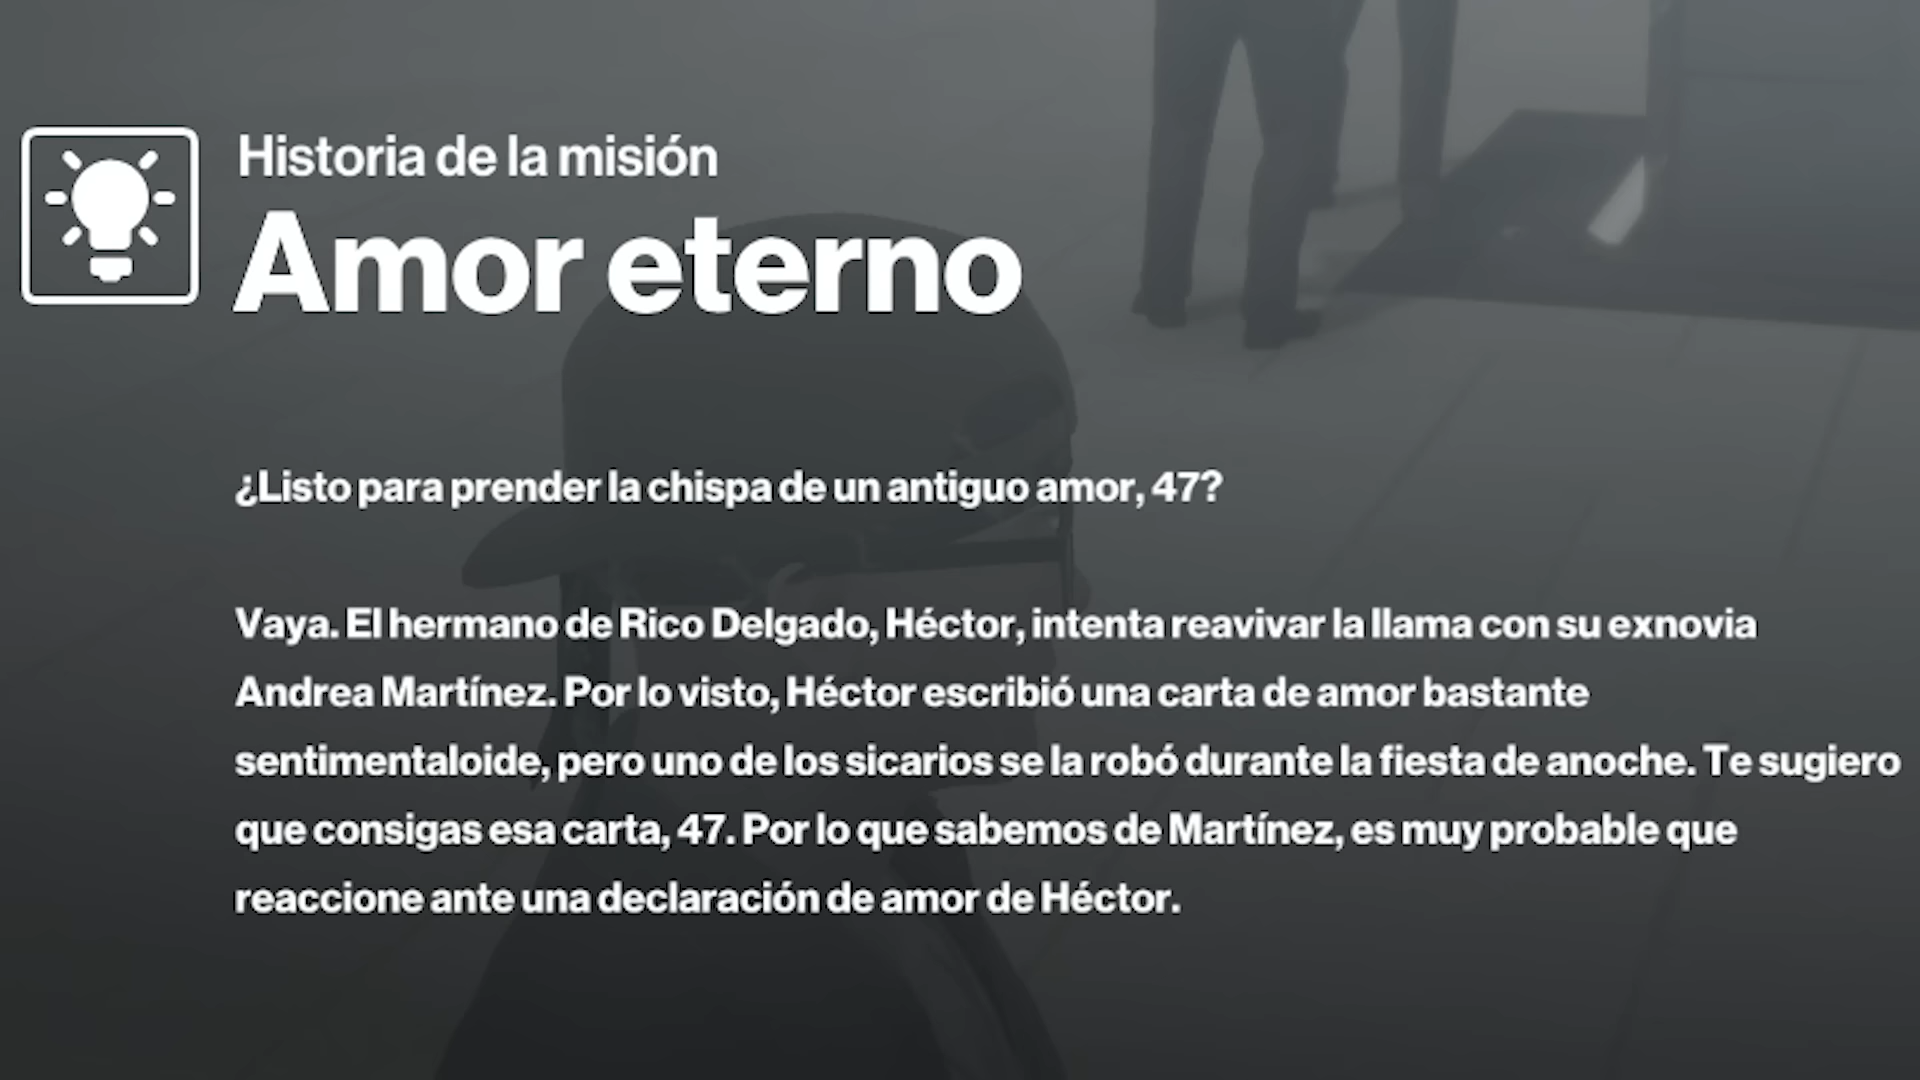 Historia de la misión
Amor eterno
¿Listo para prender la chispa de un antiguo amor, 47?
Vaya. El hermano de Rico Delgado, Héctor, intenta reavivar la llama con su exnovia
Andrea Martínez. Por lo visto, Héctor escribió una carta de amor bastante
sentimentaloide, pero uno de los sicarios se la robó durante la fiesta de anoche. Te sugiero
que consigas esa carta, 47. Por lo que sabemos de Martínez, es muy probable que
reaccione ante una declaración de amor de Héctor.